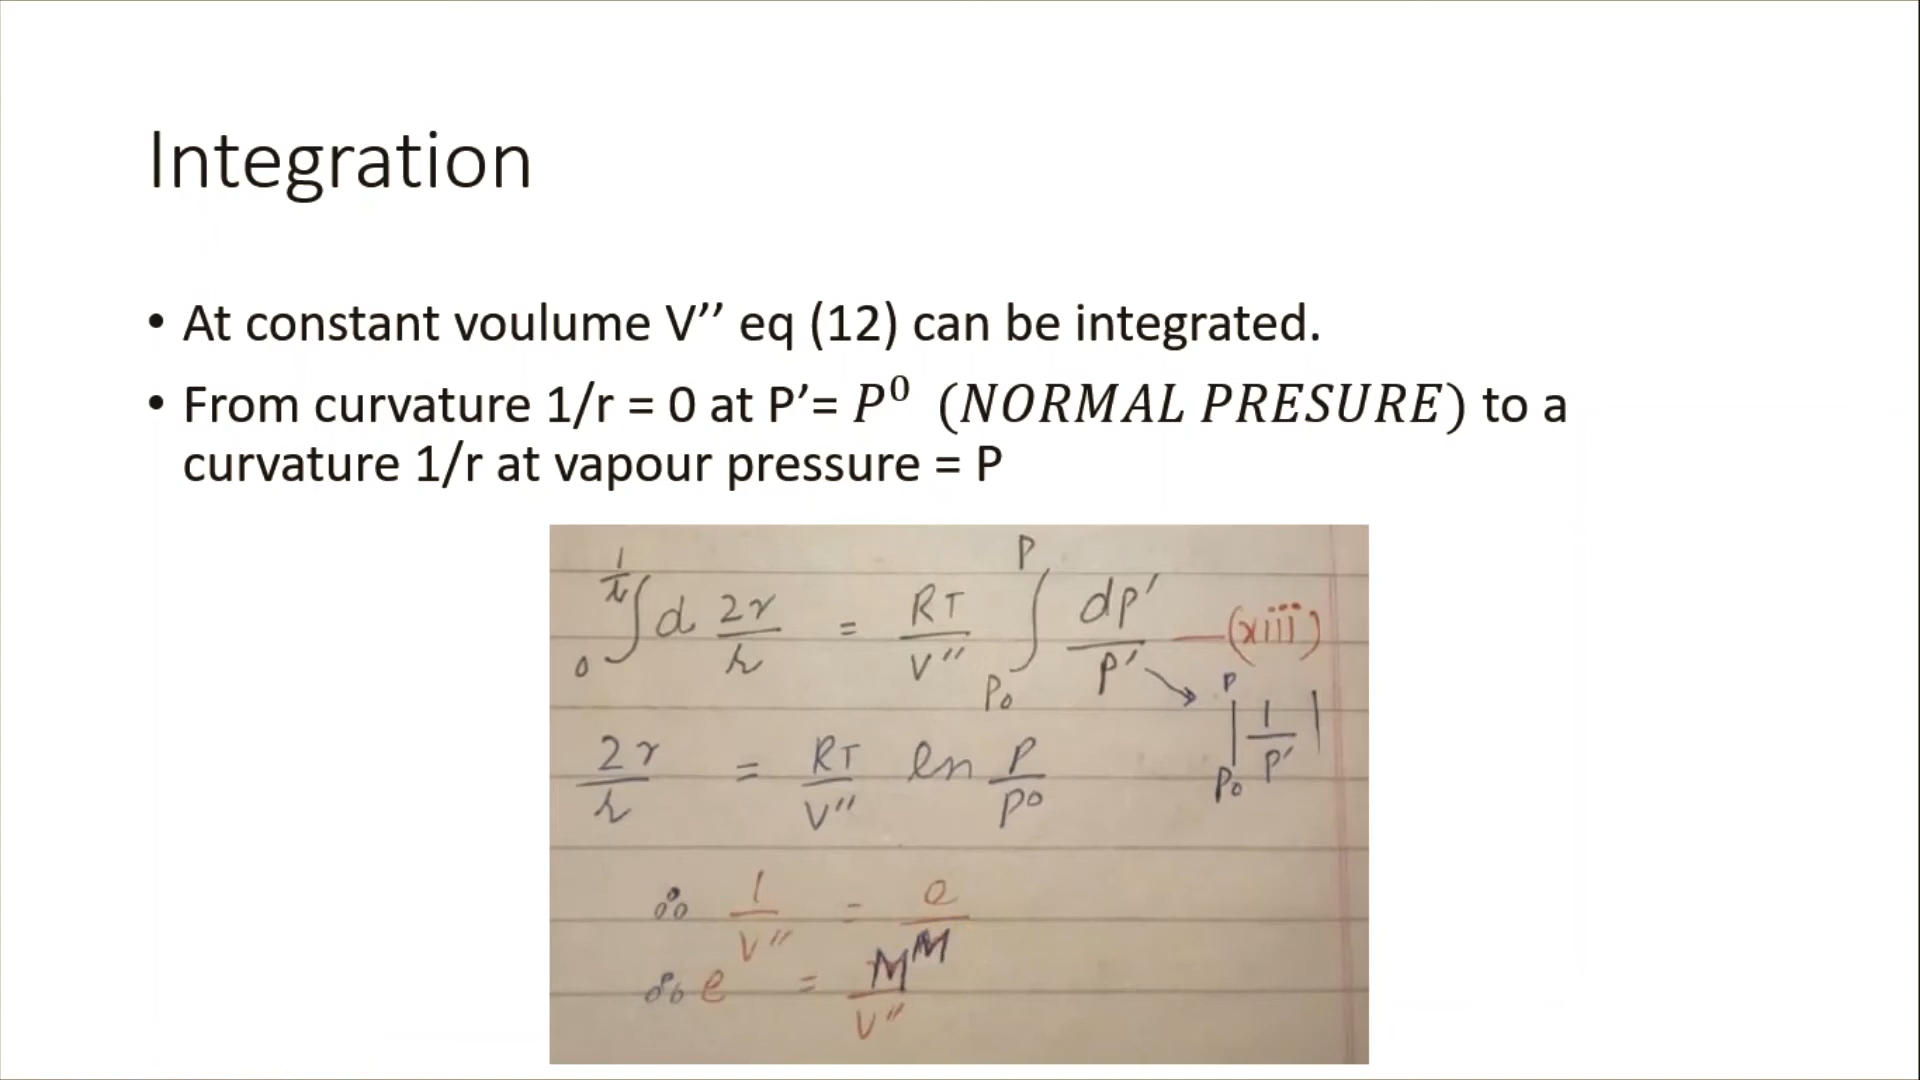 Integration
• At constant voulume V’’ eq (12) can be integrated.
• From curvature 1/r = 0 at P’= P⁰ (NORMAL PRESURE) to a
curvature 1/r at vapour pressure = P
∫₀^{1/r} d 2γ/r = RT/V″ ∫_{P₀}^{P} dP′/P′ —(xiii)
2γ/r = RT/V″ ln P/P⁰
|1/P′| P P₀
1/V″ = ρ/M
ρ = M/V″